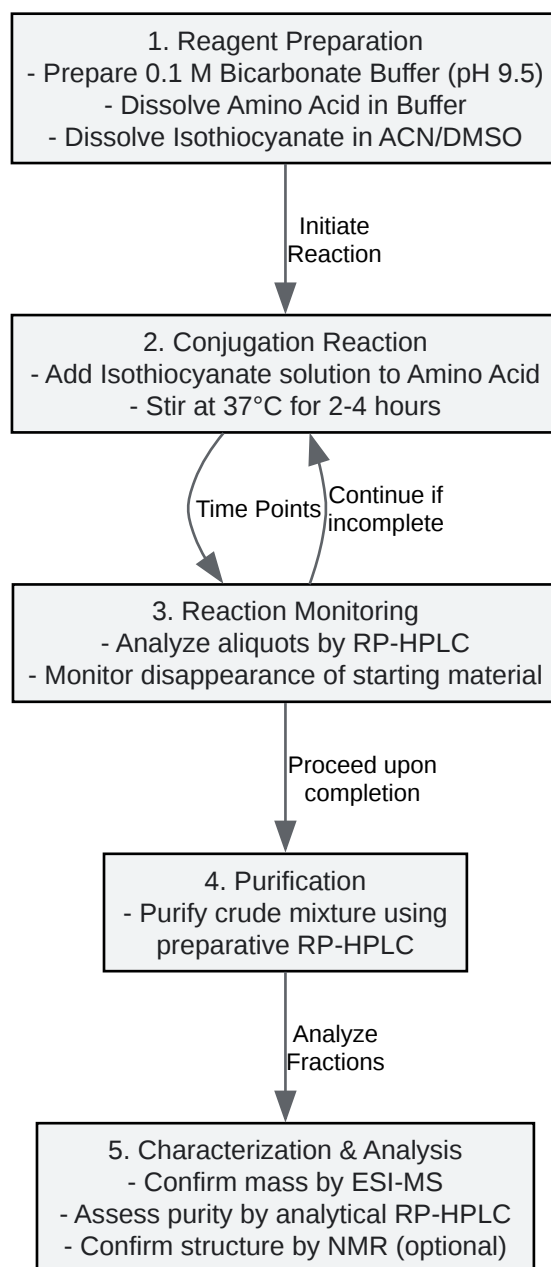 1. Reagent Preparation
- Prepare 0.1 M Bicarbonate Buffer (pH 9.5)
- Dissolve Amino Acid in Buffer
- Dissolve Isothiocyanate in ACN/DMSO
Initiate
Reaction
2. Conjugation Reaction
- Add Isothiocyanate solution to Amino Acid
- Stir at 37°C for 2-4 hours
Time Points
Continue if
incomplete
3. Reaction Monitoring
- Analyze aliquots by RP-HPLC
- Monitor disappearance of starting material
Proceed upon
completion
4. Purification
- Purify crude mixture using
preparative RP-HPLC
Analyze
Fractions
5. Characterization & Analysis
- Confirm mass by ESI-MS
- Assess purity by analytical RP-HPLC
- Confirm structure by NMR (optional)